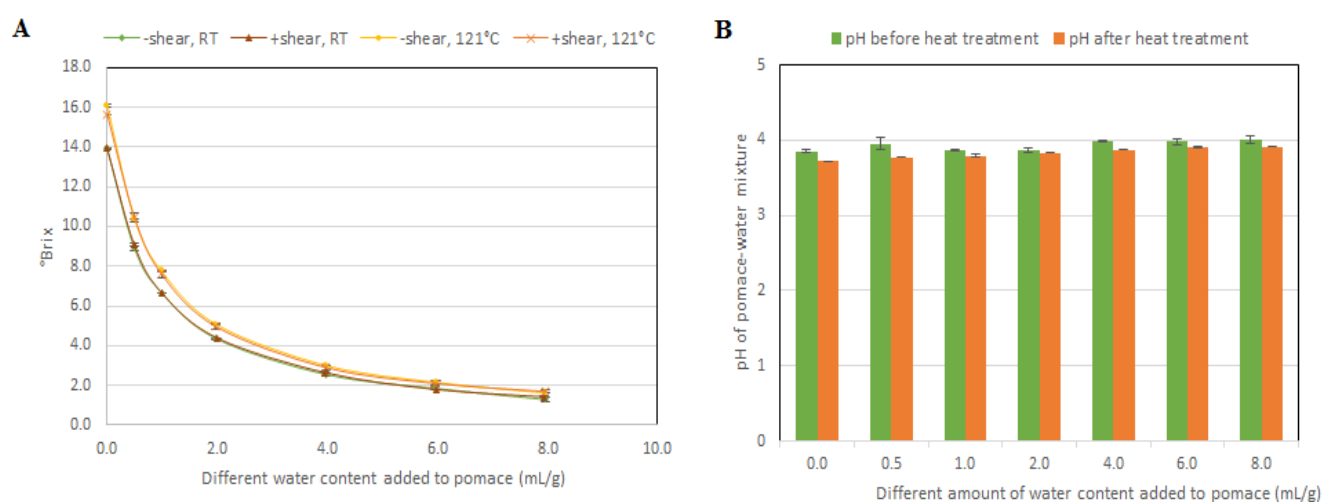 A
-shear, RT +shear, RT -shear, 121°C +shear, 121°C
18.0
16.0
14.0
12.0
10.0
8.0
6.0
4.0
2.0
0.0
°Brix
0.0 2.0 4.0 6.0 8.0 10.0
Different water content added to pomace (mL/g)
B
pH before heat treatment pH after heat treatment
5
4
3
2
1
0
pH of pomace-water mixture
0.0 0.5 1.0 2.0 4.0 6.0 8.0
Different amount of water content added to pomace (mL/g)